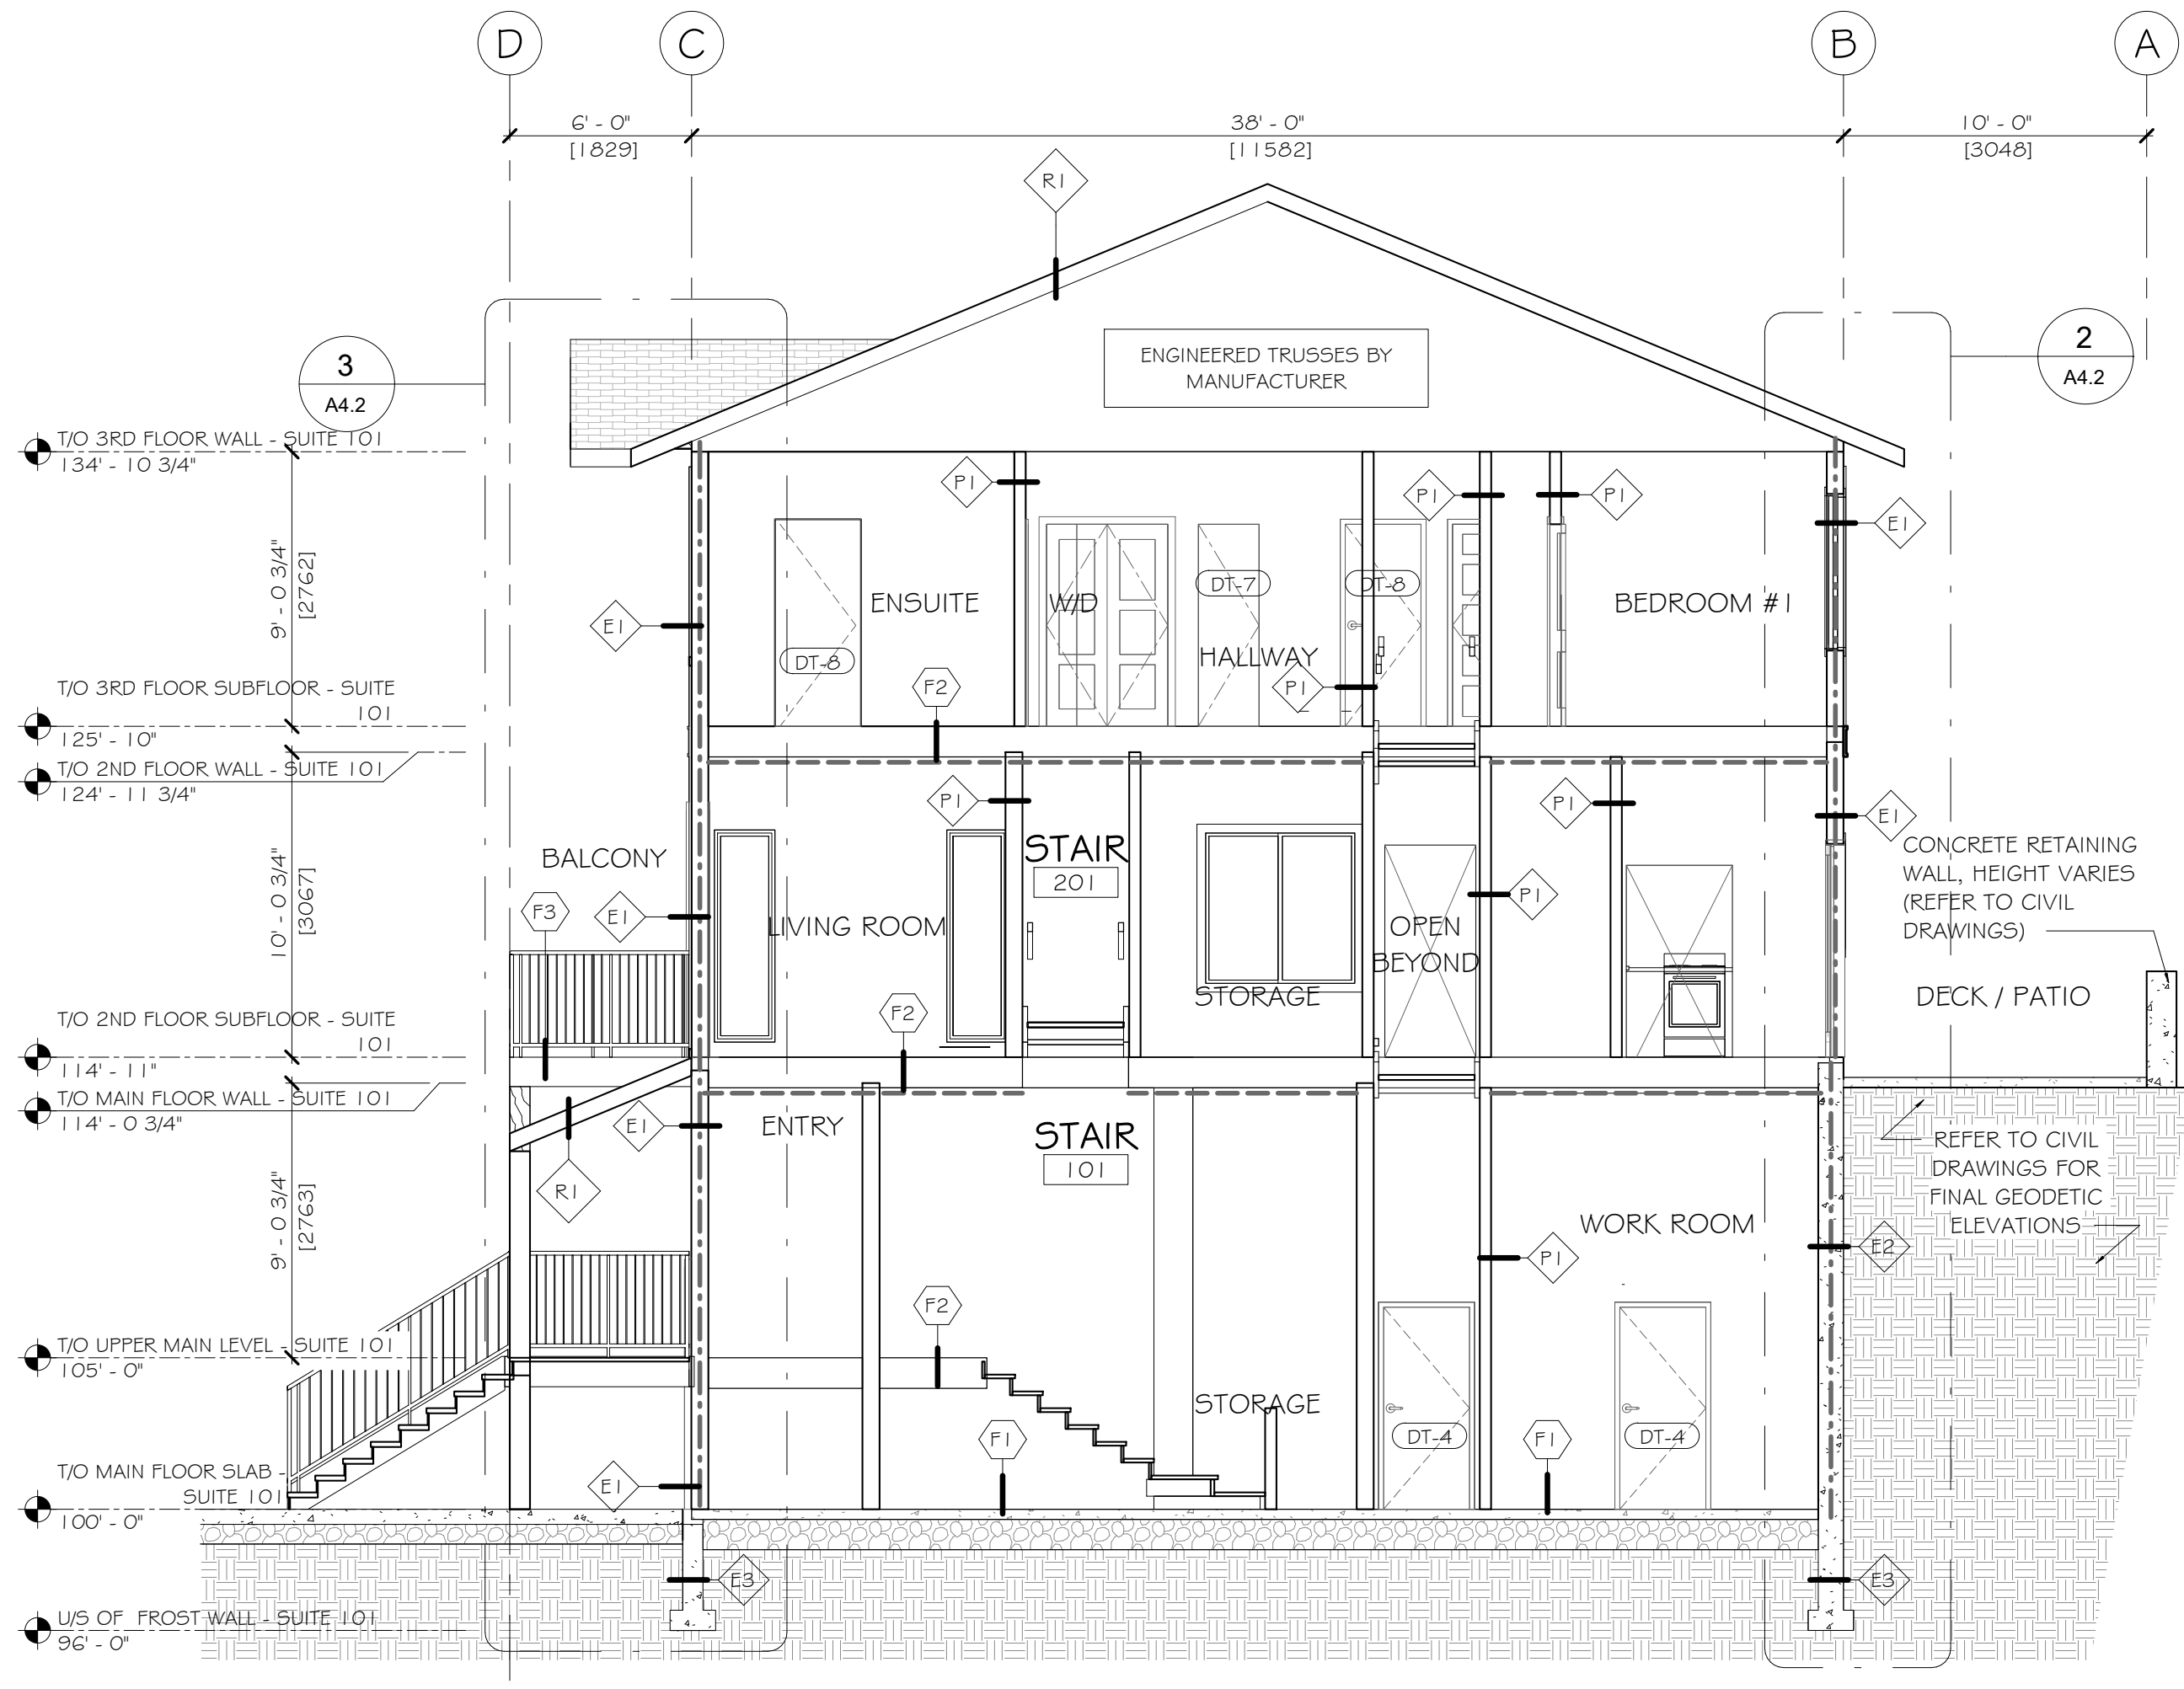 D
C
B
A
6' - 0"
[1829]
38' - 0"
[11582]
10' - 0"
[3048]
R1
ENGINEERED TRUSSES BY
MANUFACTURER
3
A4.2
2
A4.2
T/O 3RD FLOOR WALL - SUITE 101
134' - 10 3/4"
P1
P1
P1
E1
9' - 0 3/4"
[2762]
DT-7
DT-8
ENSUITE
W/D
BEDROOM #1
E1
DT-8
HALLWAY
F2
P1
T/O 3RD FLOOR SUBFLOOR - SUITE
101
125' - 10"
T/O 2ND FLOOR WALL - SUITE 101
124' - 11 3/4"
P1
P1
E1
10' - 0 3/4"
[3067]
BALCONY
STAIR
201
CONCRETE RETAINING
WALL, HEIGHT VARIES
(REFER TO CIVIL
DRAWINGS)
F3
E1
LIVING ROOM
P1
OPEN
BEYOND
STORAGE
DECK / PATIO
F2
T/O 2ND FLOOR SUBFLOOR - SUITE
101
114' - 11"
T/O MAIN FLOOR WALL - SUITE 101
114' - 0 3/4"
E1
ENTRY
STAIR
101
REFER TO CIVIL
DRAWINGS FOR
FINAL GEODETIC
ELEVATIONS
R1
9' - 0 3/4"
[2763]
WORK ROOM
E2
P1
F2
T/O UPPER MAIN LEVEL - SUITE 101
105' - 0"
STORAGE
F1
DT-4
F1
DT-4
T/O MAIN FLOOR SLAB -
SUITE 101
100' - 0"
E1
E3
E3
U/S OF FROST WALL - SUITE 101
96' - 0"